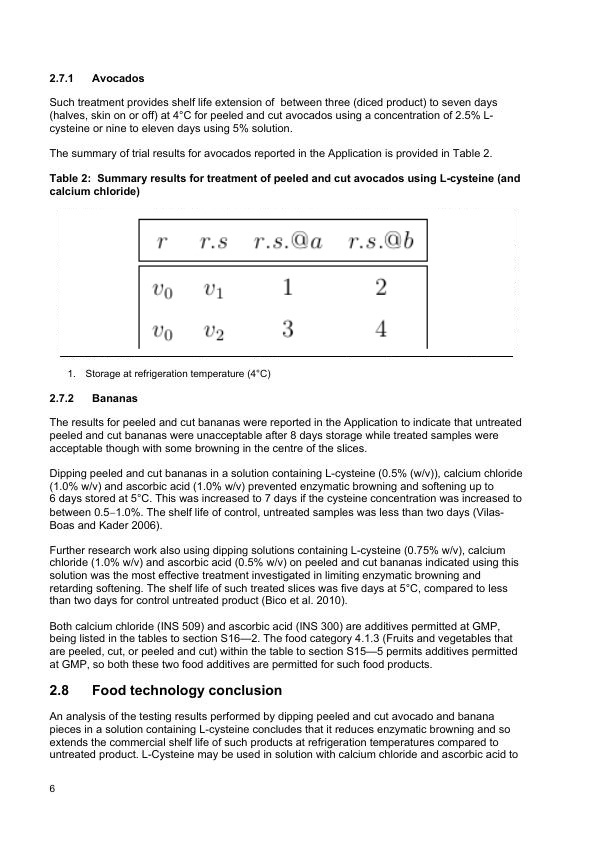 2.7.1 Avocados
Such treatment provides shelf life extension of between three (diced product) to seven days
(halves, skin on or off) at 4°C for peeled and cut avocados using a concentration of 2.5% L-
cysteine or nine to eleven days using 5% solution.
The summary of trial results for avocados reported in the Application is provided in Table 2.
Table 2: Summary results for treatment of peeled and cut avocados using L-cysteine (and
calcium chloride)
r r.s r.s.@a r.s.@b
v₀ v₁ 1 2
v₀ v₂ 3 4
1. Storage at refrigeration temperature (4°C)
2.7.2 Bananas
The results for peeled and cut bananas were reported in the Application to indicate that untreated
peeled and cut bananas were unacceptable after 8 days storage while treated samples were
acceptable though with some browning in the centre of the slices.
Dipping peeled and cut bananas in a solution containing L-cysteine (0.5% (w/v)), calcium chloride
(1.0% w/v) and ascorbic acid (1.0% w/v) prevented enzymatic browning and softening up to
6 days stored at 5°C. This was increased to 7 days if the cysteine concentration was increased to
between 0.5–1.0%. The shelf life of control, untreated samples was less than two days (Vilas-
Boas and Kader 2006).
Further research work also using dipping solutions containing L-cysteine (0.75% w/v), calcium
chloride (1.0% w/v) and ascorbic acid (0.5% w/v) on peeled and cut bananas indicated using this
solution was the most effective treatment investigated in limiting enzymatic browning and
retarding softening. The shelf life of such treated slices was five days at 5°C, compared to less
than two days for control untreated product (Bico et al. 2010).
Both calcium chloride (INS 509) and ascorbic acid (INS 300) are additives permitted at GMP,
being listed in the tables to section S16—2. The food category 4.1.3 (Fruits and vegetables that
are peeled, cut, or peeled and cut) within the table to section S15—5 permits additives permitted
at GMP, so both these two food additives are permitted for such food products.
2.8 Food technology conclusion
An analysis of the testing results performed by dipping peeled and cut avocado and banana
pieces in a solution containing L-cysteine concludes that it reduces enzymatic browning and so
extends the commercial shelf life of such products at refrigeration temperatures compared to
untreated product. L-Cysteine may be used in solution with calcium chloride and ascorbic acid to
6